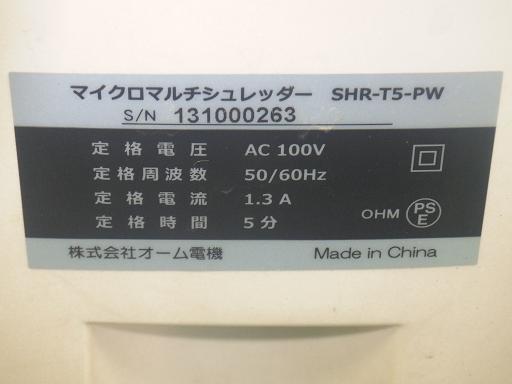 マイクロマルチシュレッダー SHR-T5-PW
S/N 131000263
定格電圧 AC 100V
定格周波数 50/60Hz
定格電流 1.3 A
定格時間 5分
OHM PSE
株式会社オーム電機 Made in China